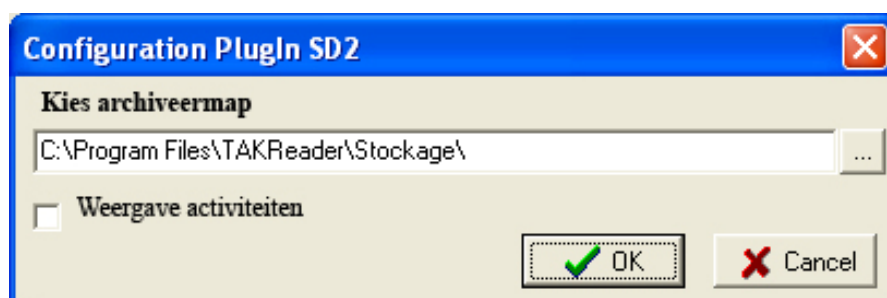 Configuration PlugIn SD2
Kies archiveermap
C:\Program Files\TAKReader\Stockage\
...
Weergave activiteiten
OK
Cancel